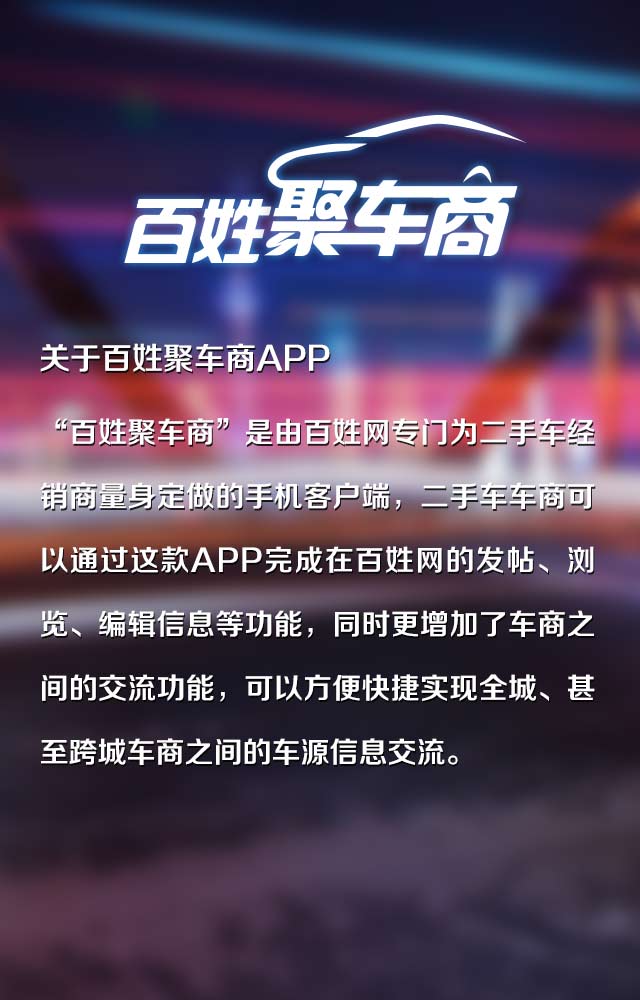 百姓聚车商
关于百姓聚车商APP
“百姓聚车商”是由百姓网专门为二手车经
销商量身定做的手机客户端，二手车车商可
以通过这款APP完成在百姓网的发帖、浏
览、编辑信息等功能，同时更增加了车商之
间的交流功能，可以方便快捷实现全城、甚
至跨城车商之间的车源信息交流。